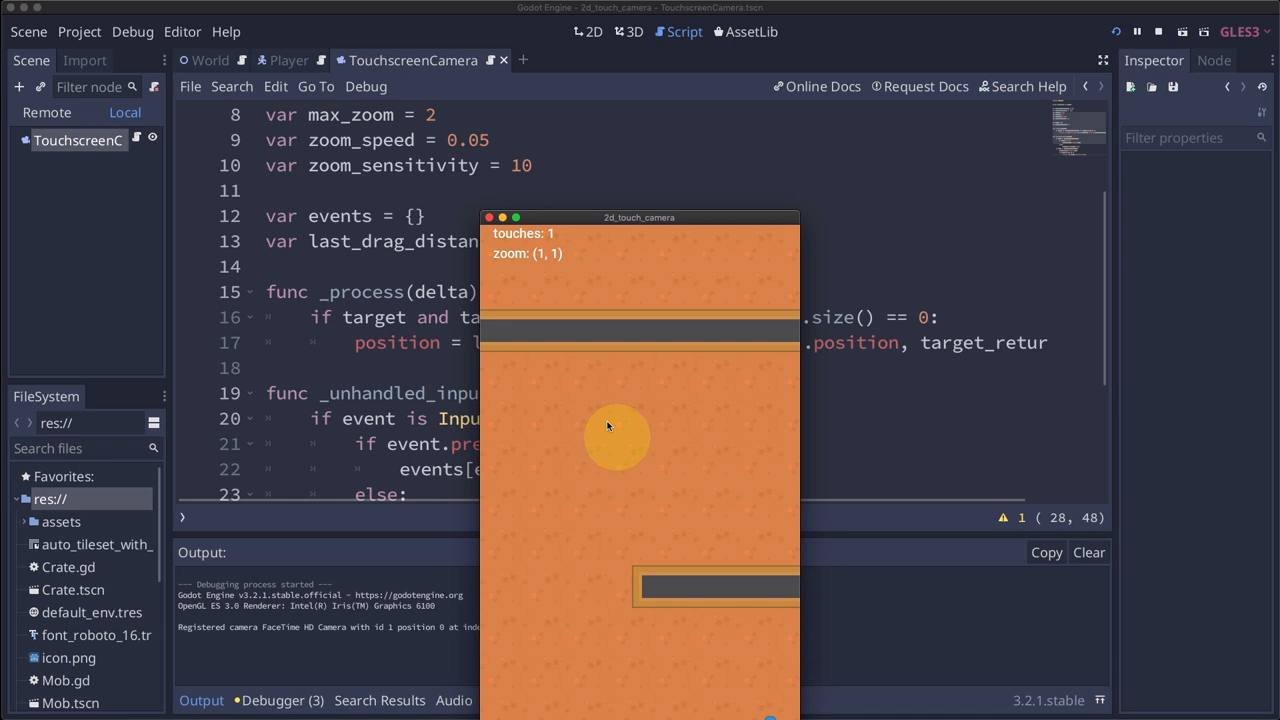 Godot Engine - 2d_touch_camera - TouchscreenCamera.tscn
Scene Project Debug Editor Help
2D 3D Script AssetLib
GLES3
Scene Import
World Player TouchscreenCamera
Inspector Node
Filter node
File Search Edit Go To Debug
Online Docs Request Docs Search Help
Remote Local
TouchscreenC
Filter properties
8 var max_zoom = 2
9 var zoom_speed = 0.05
10 var zoom_sensitivity = 10
11
12 var events = {}
13 var last_drag_distan
14
15 func _process(delta)
16 if target and ta .size() == 0:
17 position = l .position, target_retur
18
19 func _unhandled_inpu
20 if event is Inpu
21 if event.pre
22 events[e
23 else:
2d_touch_camera
touches: 1
zoom: (1, 1)
1 ( 28, 48)
FileSystem
res://
Search files
Favorites:
res://
assets
auto_tileset_with_
Crate.gd
Crate.tscn
default_env.tres
font_roboto_16.tr
icon.png
Mob.gd
Mob.tscn
Output:
Copy Clear
--- Debugging process started ---
Godot Engine v3.2.1.stable.official - https://godotengine.org
OpenGL ES 3.0 Renderer: Intel(R) Iris(TM) Graphics 6100
Registered camera FaceTime HD Camera with id 1 position 0 at inde
Output Debugger (3) Search Results Audio
3.2.1.stable